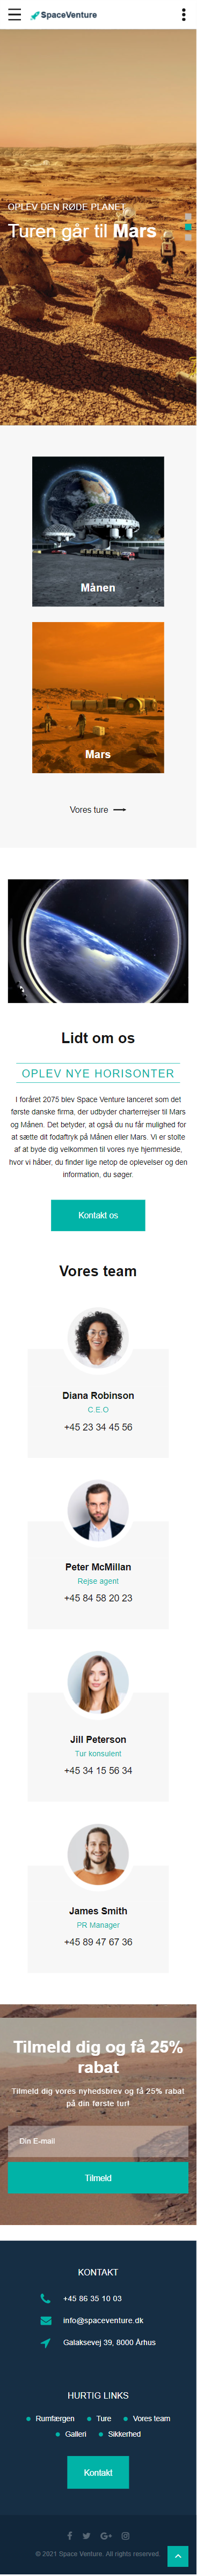 SpaceVenture
OPLEV DEN RØDE PLANET
Turen går til Mars
Månen
Mars
Vores ture
Lidt om os
OPLEV NYE HORISONTER
I foråret 2075 blev Space Venture lanceret som det
første danske firma, der udbyder charterrejser til Mars
og Månen. Det betyder, at også du nu får mulighed for
at sætte dit fodaftryk på Månen eller Mars. Vi er stolte
af at byde dig velkommen til vores nye hjemmeside,
hvor vi håber, du finder lige netop de oplevelser og den
information, du søger.
Kontakt os
Vores team
Diana Robinson
C.E.O
+45 23 34 45 56
Peter McMillan
Rejse agent
+45 84 58 20 23
Jill Peterson
Tur konsulent
+45 34 15 56 34
James Smith
PR Manager
+45 89 47 67 36
Tilmeld dig og få 25%
rabat
Tilmeld dig vores nyhedsbrev og få 25% rabat
på din første tur!
Din E-mail
Tilmeld
KONTAKT
+45 86 35 10 03
info@spaceventure.dk
Galaksevej 39, 8000 Århus
HURTIG LINKS
Rumfærgen Ture Vores team
Galleri Sikkerhed
Kontakt
© 2021 Space Venture. All rights reserved.